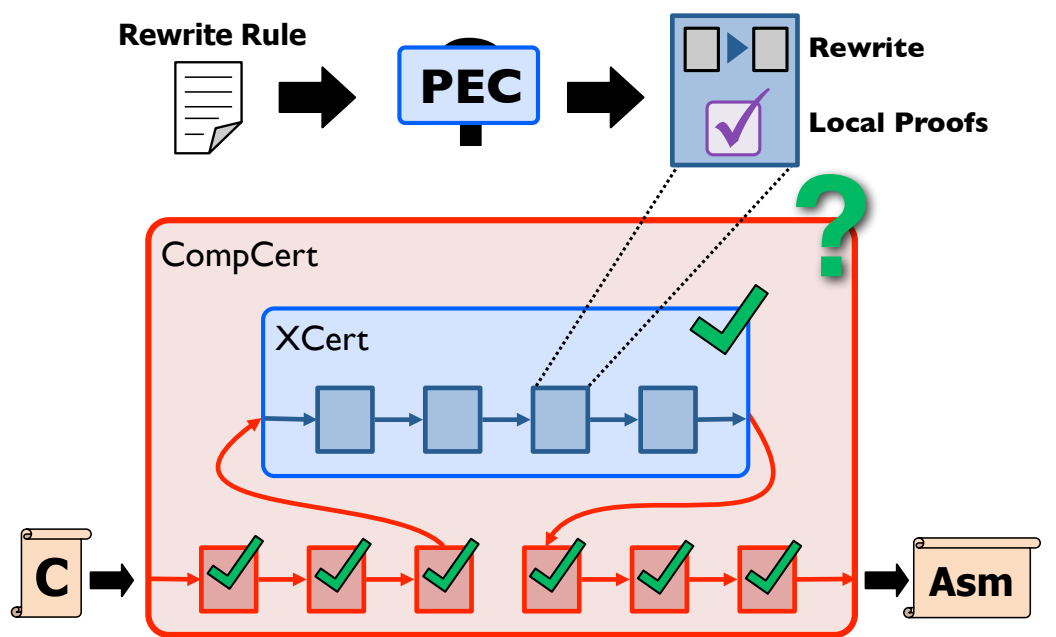 Rewrite Rule
PEC
Rewrite
Local Proofs
?
CompCert
XCert
C
Asm